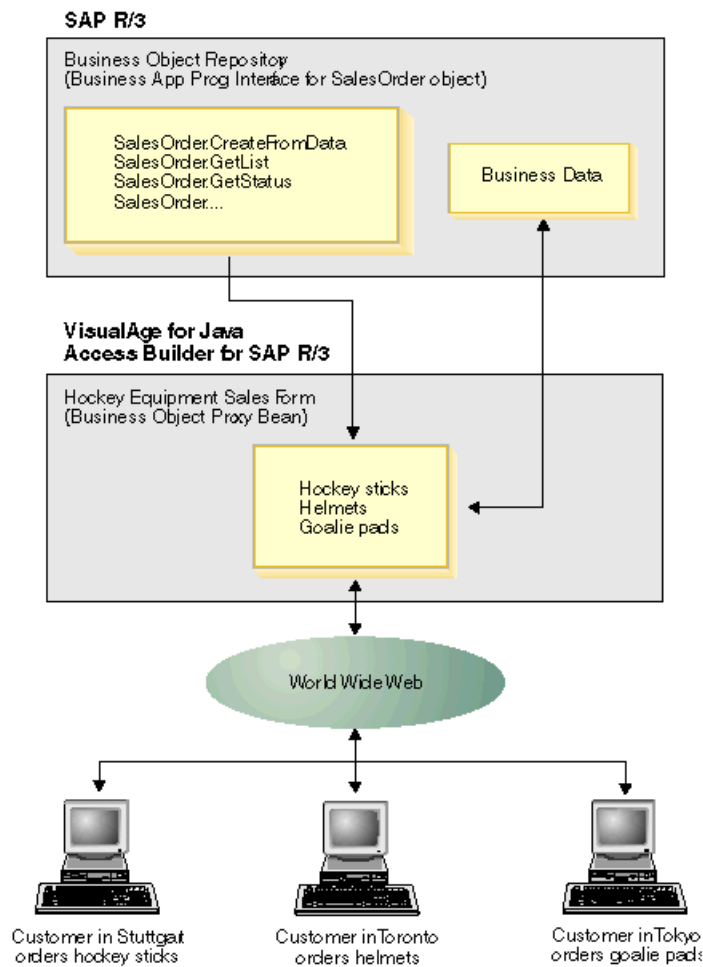 SAP R/3
Business Object Repository
(Business App Prog Interface for SalesOrder object)
SalesOrder.CreateFromData
SalesOrder.GetList
SalesOrder.GetStatus
SalesOrder....
Business Data
VisualAge for Java
Access Builder for SAP R/3
Hockey Equipment Sales Form
(Business Object Proxy Bean)
Hockey sticks
Helmets
Goalie pads
World Wide Web
Customer in Stuttgart
orders hockey sticks
Customer in Toronto
orders helmets
Customer in Tokyo
orders goalie pads